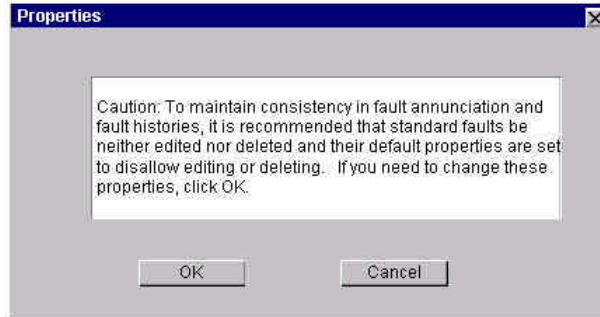 Properties
Caution: To maintain consistency in fault annunciation and
fault histories, it is recommended that standard faults be
neither edited nor deleted and their default properties are set
to disallow editing or deleting.   If you need to change these
properties, click OK.
OK
Cancel